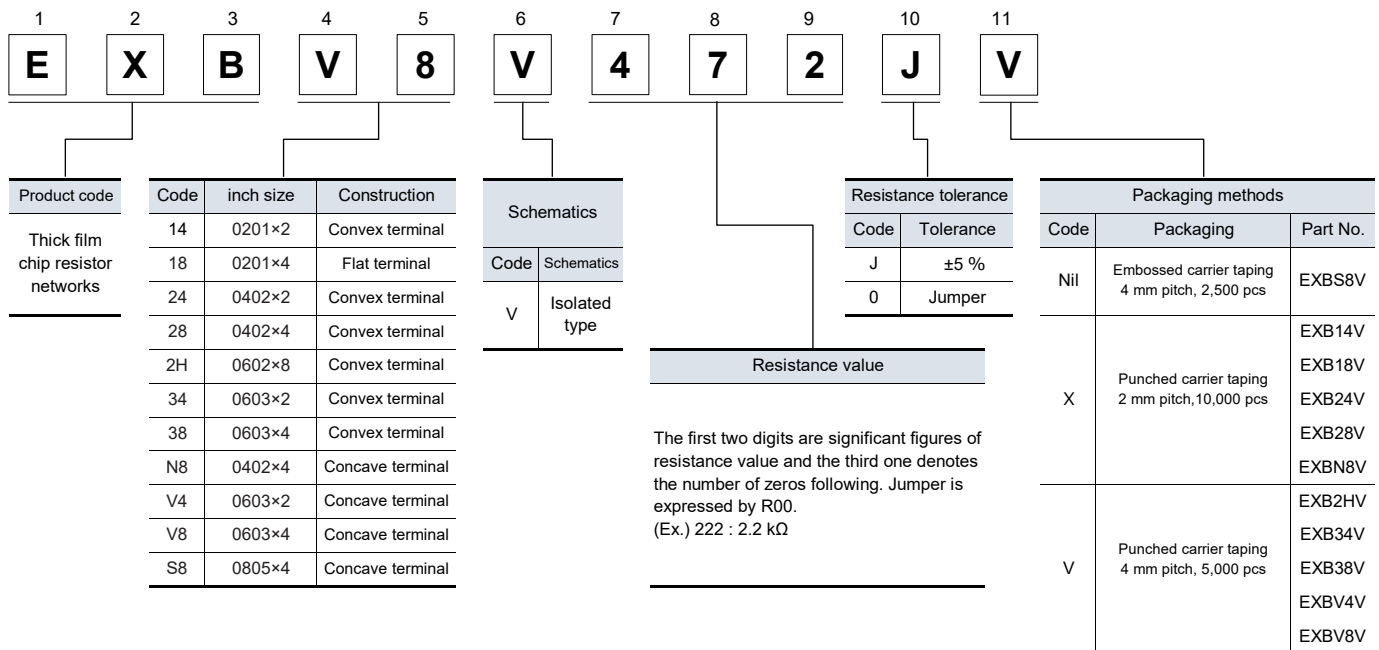 1 2 3 4 5 6 7 8 9 10 11
E X B V 8 V 4 7 2 J V
Product code
Thick film
chip resistor
networks
Code inch size Construction
14 0201×2 Convex terminal
18 0201×4 Flat terminal
24 0402×2 Convex terminal
28 0402×4 Convex terminal
2H 0602×8 Convex terminal
34 0603×2 Convex terminal
38 0603×4 Convex terminal
N8 0402×4 Concave terminal
V4 0603×2 Concave terminal
V8 0603×4 Concave terminal
S8 0805×4 Concave terminal
Schematics
Code Schematics
V Isolated
type
Resistance value
The first two digits are significant figures of
resistance value and the third one denotes
the number of zeros following. Jumper is
expressed by R00.
(Ex.) 222 : 2.2 kΩ
Resistance tolerance
Code Tolerance
J ±5 %
0 Jumper
Packaging methods
Code Packaging Part No.
Nil Embossed carrier taping
4 mm pitch, 2,500 pcs
EXBS8V
X Punched carrier taping
2 mm pitch,10,000 pcs
EXB14V
EXB18V
EXB24V
EXB28V
EXBN8V
V Punched carrier taping
4 mm pitch, 5,000 pcs
EXB2HV
EXB34V
EXB38V
EXBV4V
EXBV8V